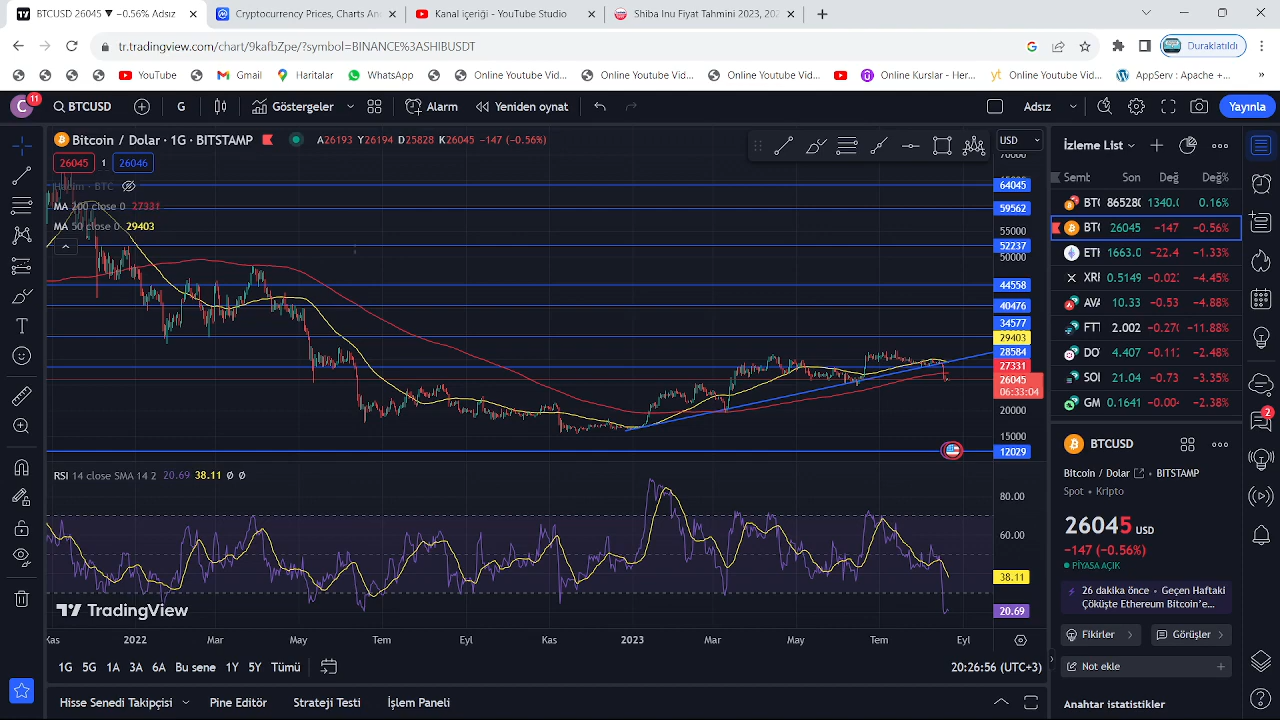 BTCUSD 26045 ▼ −0.56% Adsız
Cryptocurrency Prices, Charts An
Kanal içeriği - YouTube Studio
Shiba Inu Fiyat Tahmini 2023, 202
tr.tradingview.com/chart/9kafbZpe/?symbol=BINANCE%3ASHIBUSDT
Duraklatıldı
YouTube
Gmail
Haritalar
WhatsApp
Online Youtube Vid...
Online Youtube Vid...
Online Youtube Vid...
Online Kurslar - Her...
Online Youtube Vid...
AppServ : Apache +...
C 11
BTCUSD
G
Göstergeler
Alarm
Yeniden oynat
Adsız
Yayınla
Bitcoin / Dolar · 1G · BITSTAMP
A26193 Y26194 D25828 K26045 −147 (−0.56%)
USD
26045 1 26046
Hacim · BTC
MA 200 close 0 27331
MA 50 close 0 29403
70000
64045
59562
55000
52237
50000
44558
40476
34577
29403
28584
27331
26045
06:33:04
20000
15000
12029
RSI 14 close SMA 14 2 20.69 38.11 Ø Ø
80.00
60.00
38.11
20.69
TradingView
Kas 2022 Mar May Tem Eyl Kas 2023 Mar May Tem Eyl
1G 5G 1A 3A 6A Bu sene 1Y 5Y Tümü
20:26:56 (UTC+3)
Hisse Senedi Takipçisi
Pine Editör
Strateji Testi
İşlem Paneli
İzleme List
Semb Son Değ Değ%
BTC 865280 1340.0 0.16%
BTC 26045 −147 −0.56%
ETH 1663.0 −22.4 −1.33%
XRP 0.5149 −0.02 −4.45%
AVA 10.33 −0.53 −4.88%
FTT 2.002 −0.270 −11.88%
DO 4.407 −0.11 −2.48%
SOL 21.04 −0.73 −3.35%
GM 0.1641 −0.00 −2.38%
BTCUSD
Bitcoin / Dolar • BITSTAMP
Spot • Kripto
26045 USD
−147 (−0.56%)
PİYASA AÇIK
26 dakika önce • Geçen Haftaki
Çöküşte Ethereum Bitcoin'e...
Fikirler
Görüşler
Not ekle
Anahtar istatistikler
2